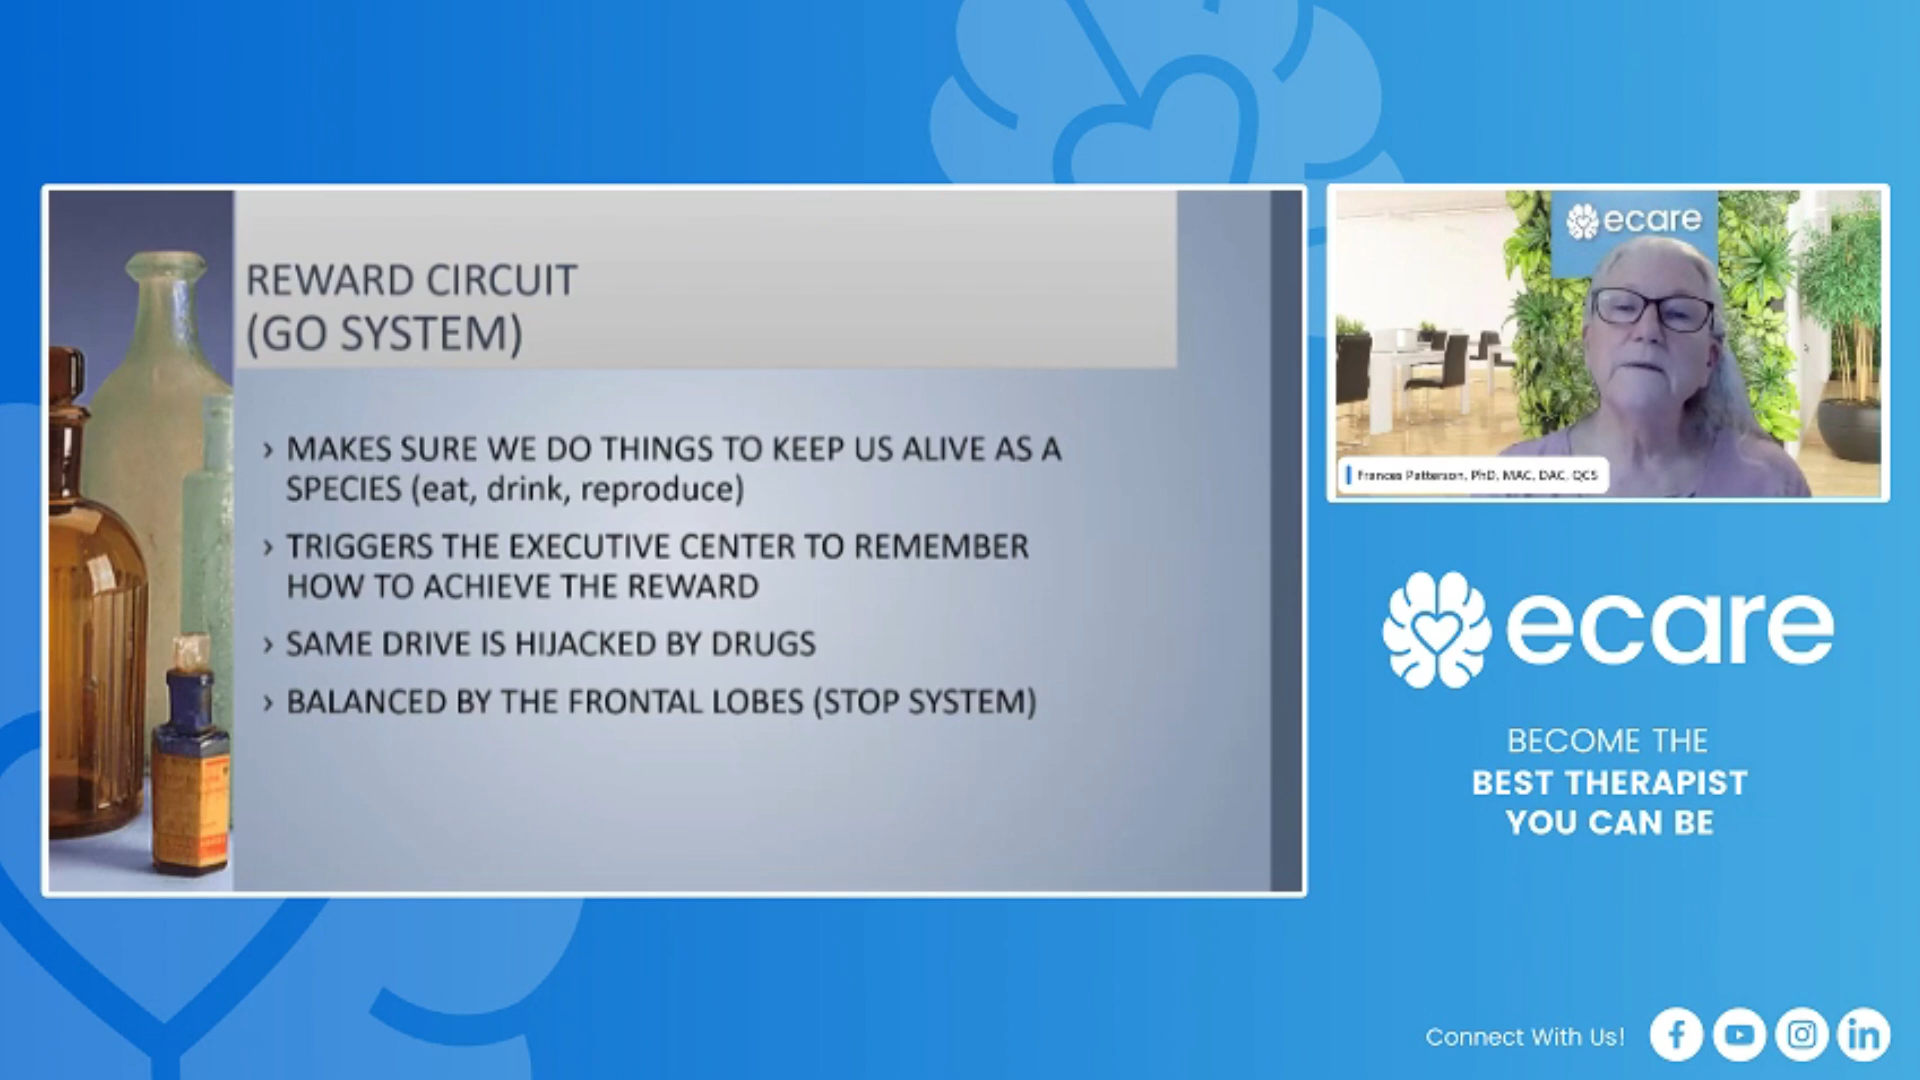 REWARD CIRCUIT
(GO SYSTEM)
› MAKES SURE WE DO THINGS TO KEEP US ALIVE AS A
SPECIES (eat, drink, reproduce)
› TRIGGERS THE EXECUTIVE CENTER TO REMEMBER
HOW TO ACHIEVE THE REWARD
› SAME DRIVE IS HIJACKED BY DRUGS
› BALANCED BY THE FRONTAL LOBES (STOP SYSTEM)
ecare
Frances Patterson, PhD, MAC, DAC, QCS
ecare
BECOME THE
BEST THERAPIST
YOU CAN BE
Connect With Us!